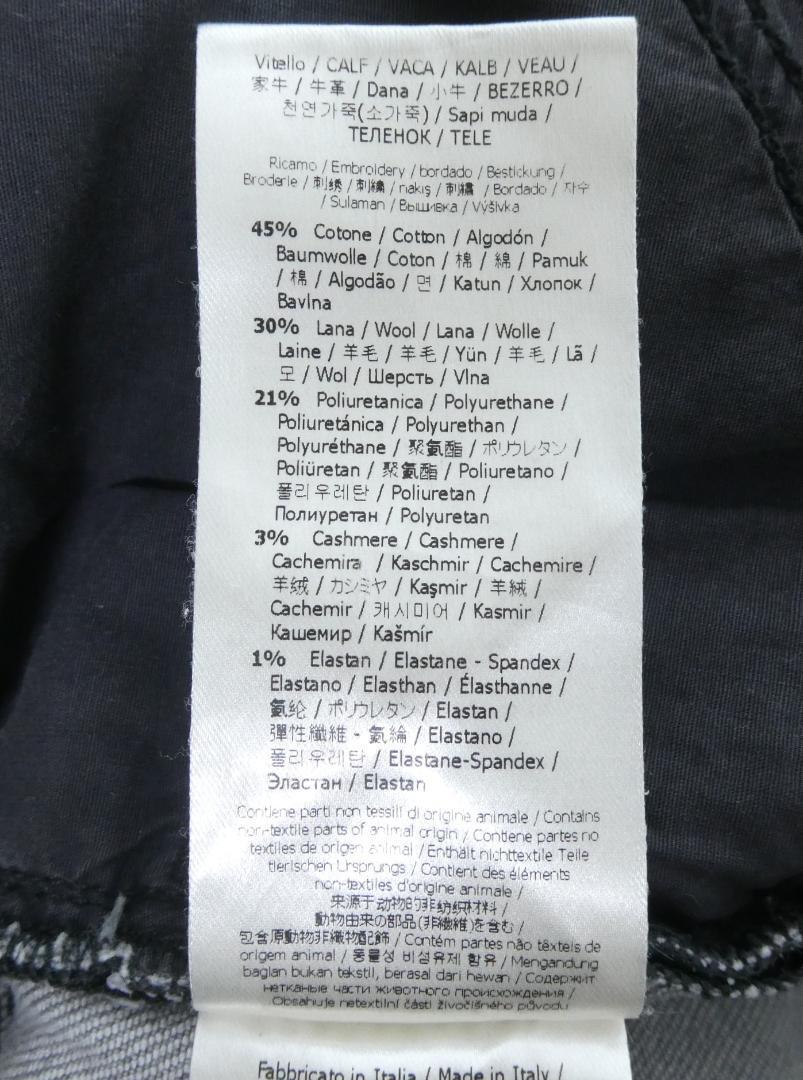 Vitello / CALF / VACA / KALB / VEAU /
家牛 / 牛革 / Dana / 小牛 / BEZERRO /
천연가죽(소가죽) / Sapi muda /
ТЕЛЕНОК / TELE
Ricamo / Embroidery / bordado / Bestickung /
Broderie / 刺绣 / 刺繍 / nakış / 刺繡 / Bordado / 자수
/ Sulaman / Вышивка / Výšivka
45% Cotone / Cotton / Algodón /
Baumwolle / Coton / 棉 / 綿 / Pamuk
/ 棉 / Algodão / 면 / Katun / Хлопок /
Bavlna
30% Lana / Wool / Lana / Wolle /
Laine / 羊毛 / 羊毛 / Yün / 羊毛 / Lã /
모 / Wol / Шерсть / Vlna
21% Poliuretanica / Polyurethane /
Poliuretánica / Polyurethan /
Polyuréthane / 聚氨酯 / ポリウレタン /
Poliüretan / 聚氨酯 / Poliuretano /
폴리우레탄 / Poliuretan /
Полиуретан / Polyuretan
3% Cashmere / Cashmere /
Cachemira / Kaschmir / Cachemire /
羊绒 / カシミヤ / Kaşmir / 羊絨 /
Cachemir / 캐시미어 / Kasmir /
Кашемир / Kašmír
1% Elastan / Elastane - Spandex /
Elastano / Elasthan / Élasthanne /
氨纶 / ポリウレタン / Elastan /
彈性纖維 - 氨綸 / Elastano /
폴리우레탄 / Elastane-Spandex /
Эластан / Elastan
Contiene parti non tessili di origine animale / Contains
non-textile parts of animal origin / Contiene partes no
textiles de origen animal / Enthält nichttextile Teile
tierischen Ursprungs / Contient des éléments
non-textiles d'origine animale /
来源于动物的非纺织材料 /
動物由来の部品(非繊維)を含む /
包含原動物非織物配飾 / Contém partes não têxteis de
origem animal / 동물성 비섬유제 함유 / Mengandung
bagian bukan tekstil, berasal dari hewan / Содержит
нетканые части животного происхождения /
Obsahuje netextilní části živočišného původu
Fabbricato in Italia / Made in Italy /